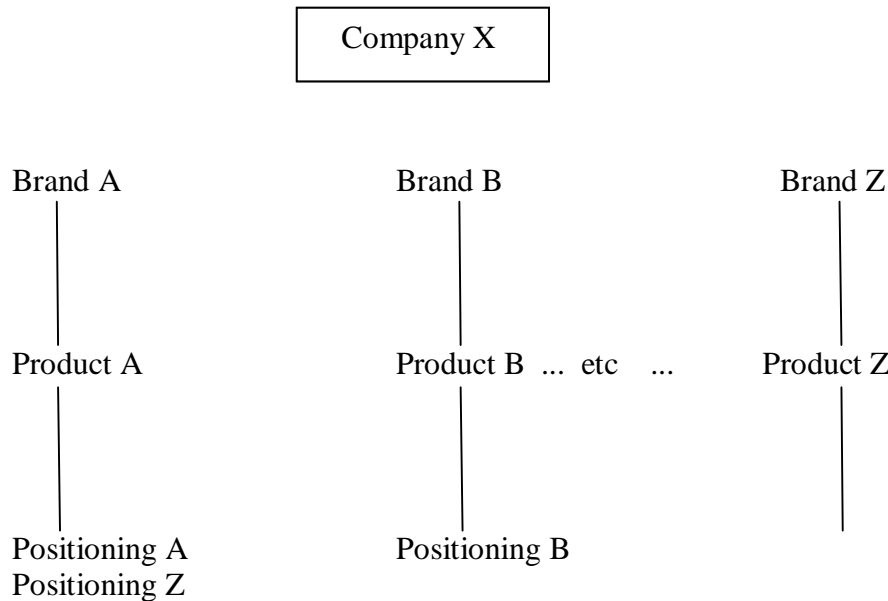 Company X
Brand A Brand B Brand Z
Product A Product B ... etc ... Product Z
Positioning A Positioning B
Positioning Z